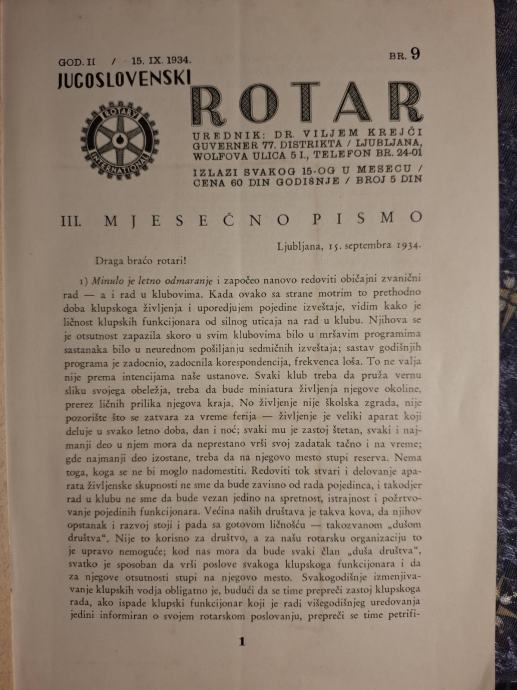 GOD. II / 15. IX. 1934.
BR. 9
JUGOSLOVENSKI
ROTAR
ROTARY
INTERNATIONAL
UREDNIK: DR. VILJEM KREJČI
GUVERNER 77. DISTRIKTA / LJUBLJANA,
WOLFOVA ULICA 5 I., TELEFON BR. 24-01
IZLAZI SVAKOG 15-OG U MESECU /
CENA 60 DIN GODIŠNJE / BROJ 5 DIN
III. MJESEČNO PISMO
Ljubljana, 15. septembra 1934.
Draga braćo rotari!
1) Minulo je letno odmaranje i započeo nanovo redoviti običajni zvanični
rad — a i rad u klubovima. Kada ovako sa strane motrim to prethodno
doba klupskoga življenja i uporedjujem pojedine izveštaje, vidim kako je
ličnost klupskih funkcijonara od silnog uticaja na rad u klubu. Njihova se
je otsutnost zapazila skoro u svim klubovima bilo u mršavim programima
sastanaka bilo u neurednom pošiljanju sedmičnih izveštaja; sastav godišnjih
programa je zadocnio, zadocnila korespondencija, frekvenca loša. To ne valja
nije prema intencijama naše ustanove. Svaki klub treba da pruža vernu
sliku svojega obeležja, treba da bude miniatura življenja njegove okoline,
prerez ličnih prilika njegova kraja. No življenje nije školska zgrada, nije
pozorište što se zatvara za vreme ferija — življenje je veliki aparat koji
deluje u svako letno doba, dan i noć; svaki mu je zastoj štetan, svaki i naj-
manji deo u njem mora da neprestano vrši svoj zadatak tačno i na vreme;
gde najmanji deo izostane, treba da na njegovo mesto stupi reserva. Nema
toga, koga se ne bi moglo nadomestiti. Redoviti tok stvari i delovanje apa-
rata življenske skupnosti ne sme da bude zavisno od rada pojedinca, i takodjer
rad u klubu ne sme da bude vezan jedino na spretnost, istrajnost i požrtvo-
vanje pojedinih funkcijonara. Većina naših društava je takva kova, da njihov
opstanak i razvoj stoji i pada sa gotovom ličnošću — takozvanom „dušom
društva“. Nije to korisno za društvo, a za našu rotarsku organizaciju to
je upravo nemoguće; kod nas mora da bude svaki član „duša društva“,
svatko je sposoban da vrši poslove svakoga klupskoga funkcijonara i da
za njegove otsutnosti stupi na njegovo mesto. Svakogodišnje izmenjiva-
vanje klupskih vodja obligatno je, budući da se time prepreči zastoj klupskoga
rada, ako ispade klupski funkcijonar koji je radi višegodišnjeg uredovanja
jedini informiran o svojem rotarskom poslovanju, prepreči se time petrifi-
1